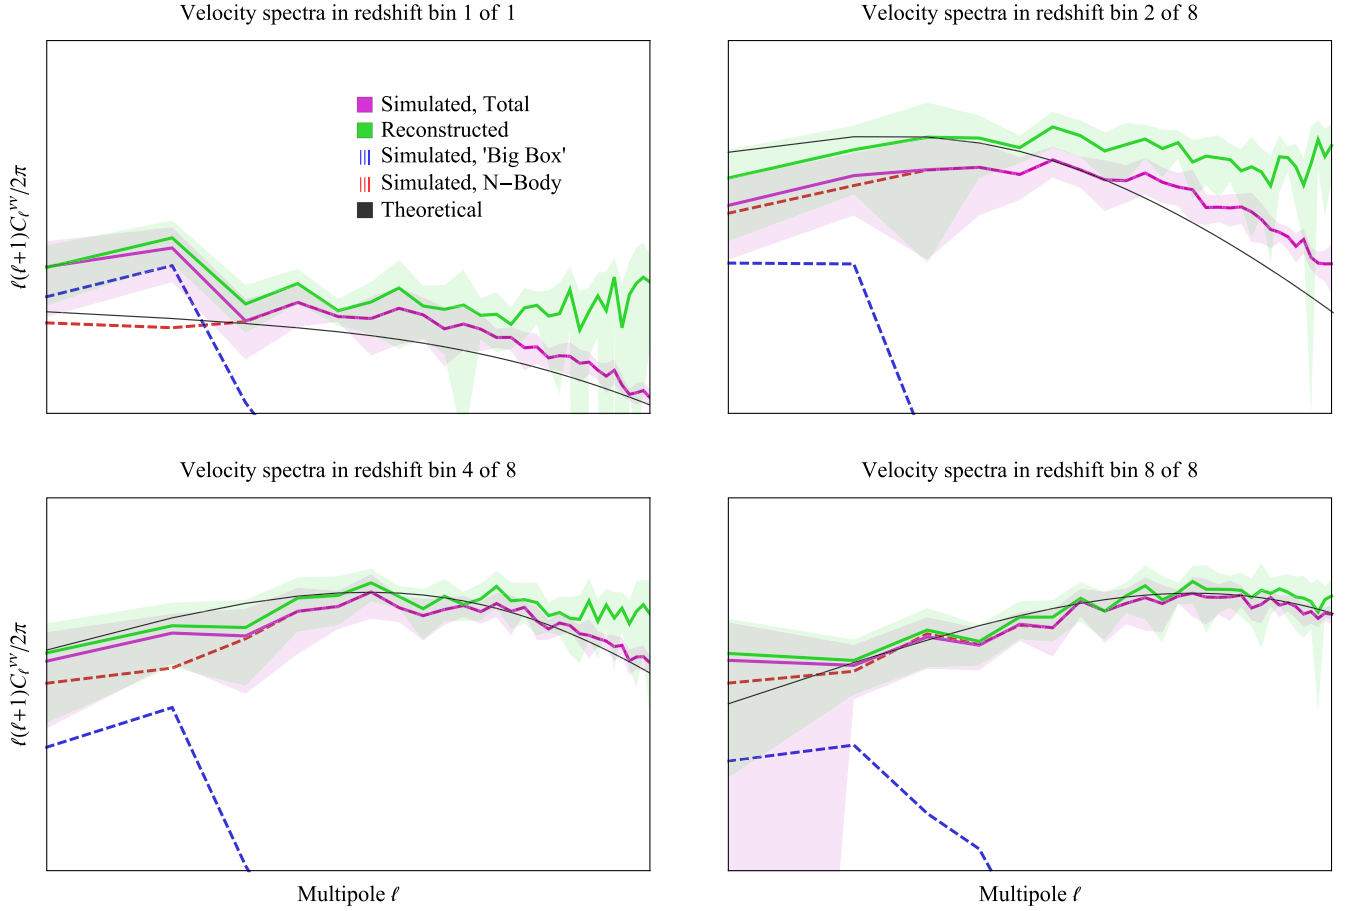 Velocity spectra in redshift bin 1 of 1
Velocity spectra in redshift bin 2 of 8
Simulated, Total
Reconstructed
Simulated, 'Big Box'
Simulated, N−Body
Theoretical
ℓ(ℓ+1)Cℓ^vv/2π
Velocity spectra in redshift bin 4 of 8
Velocity spectra in redshift bin 8 of 8
ℓ(ℓ+1)Cℓ^vv/2π
Multipole ℓ
Multipole ℓ